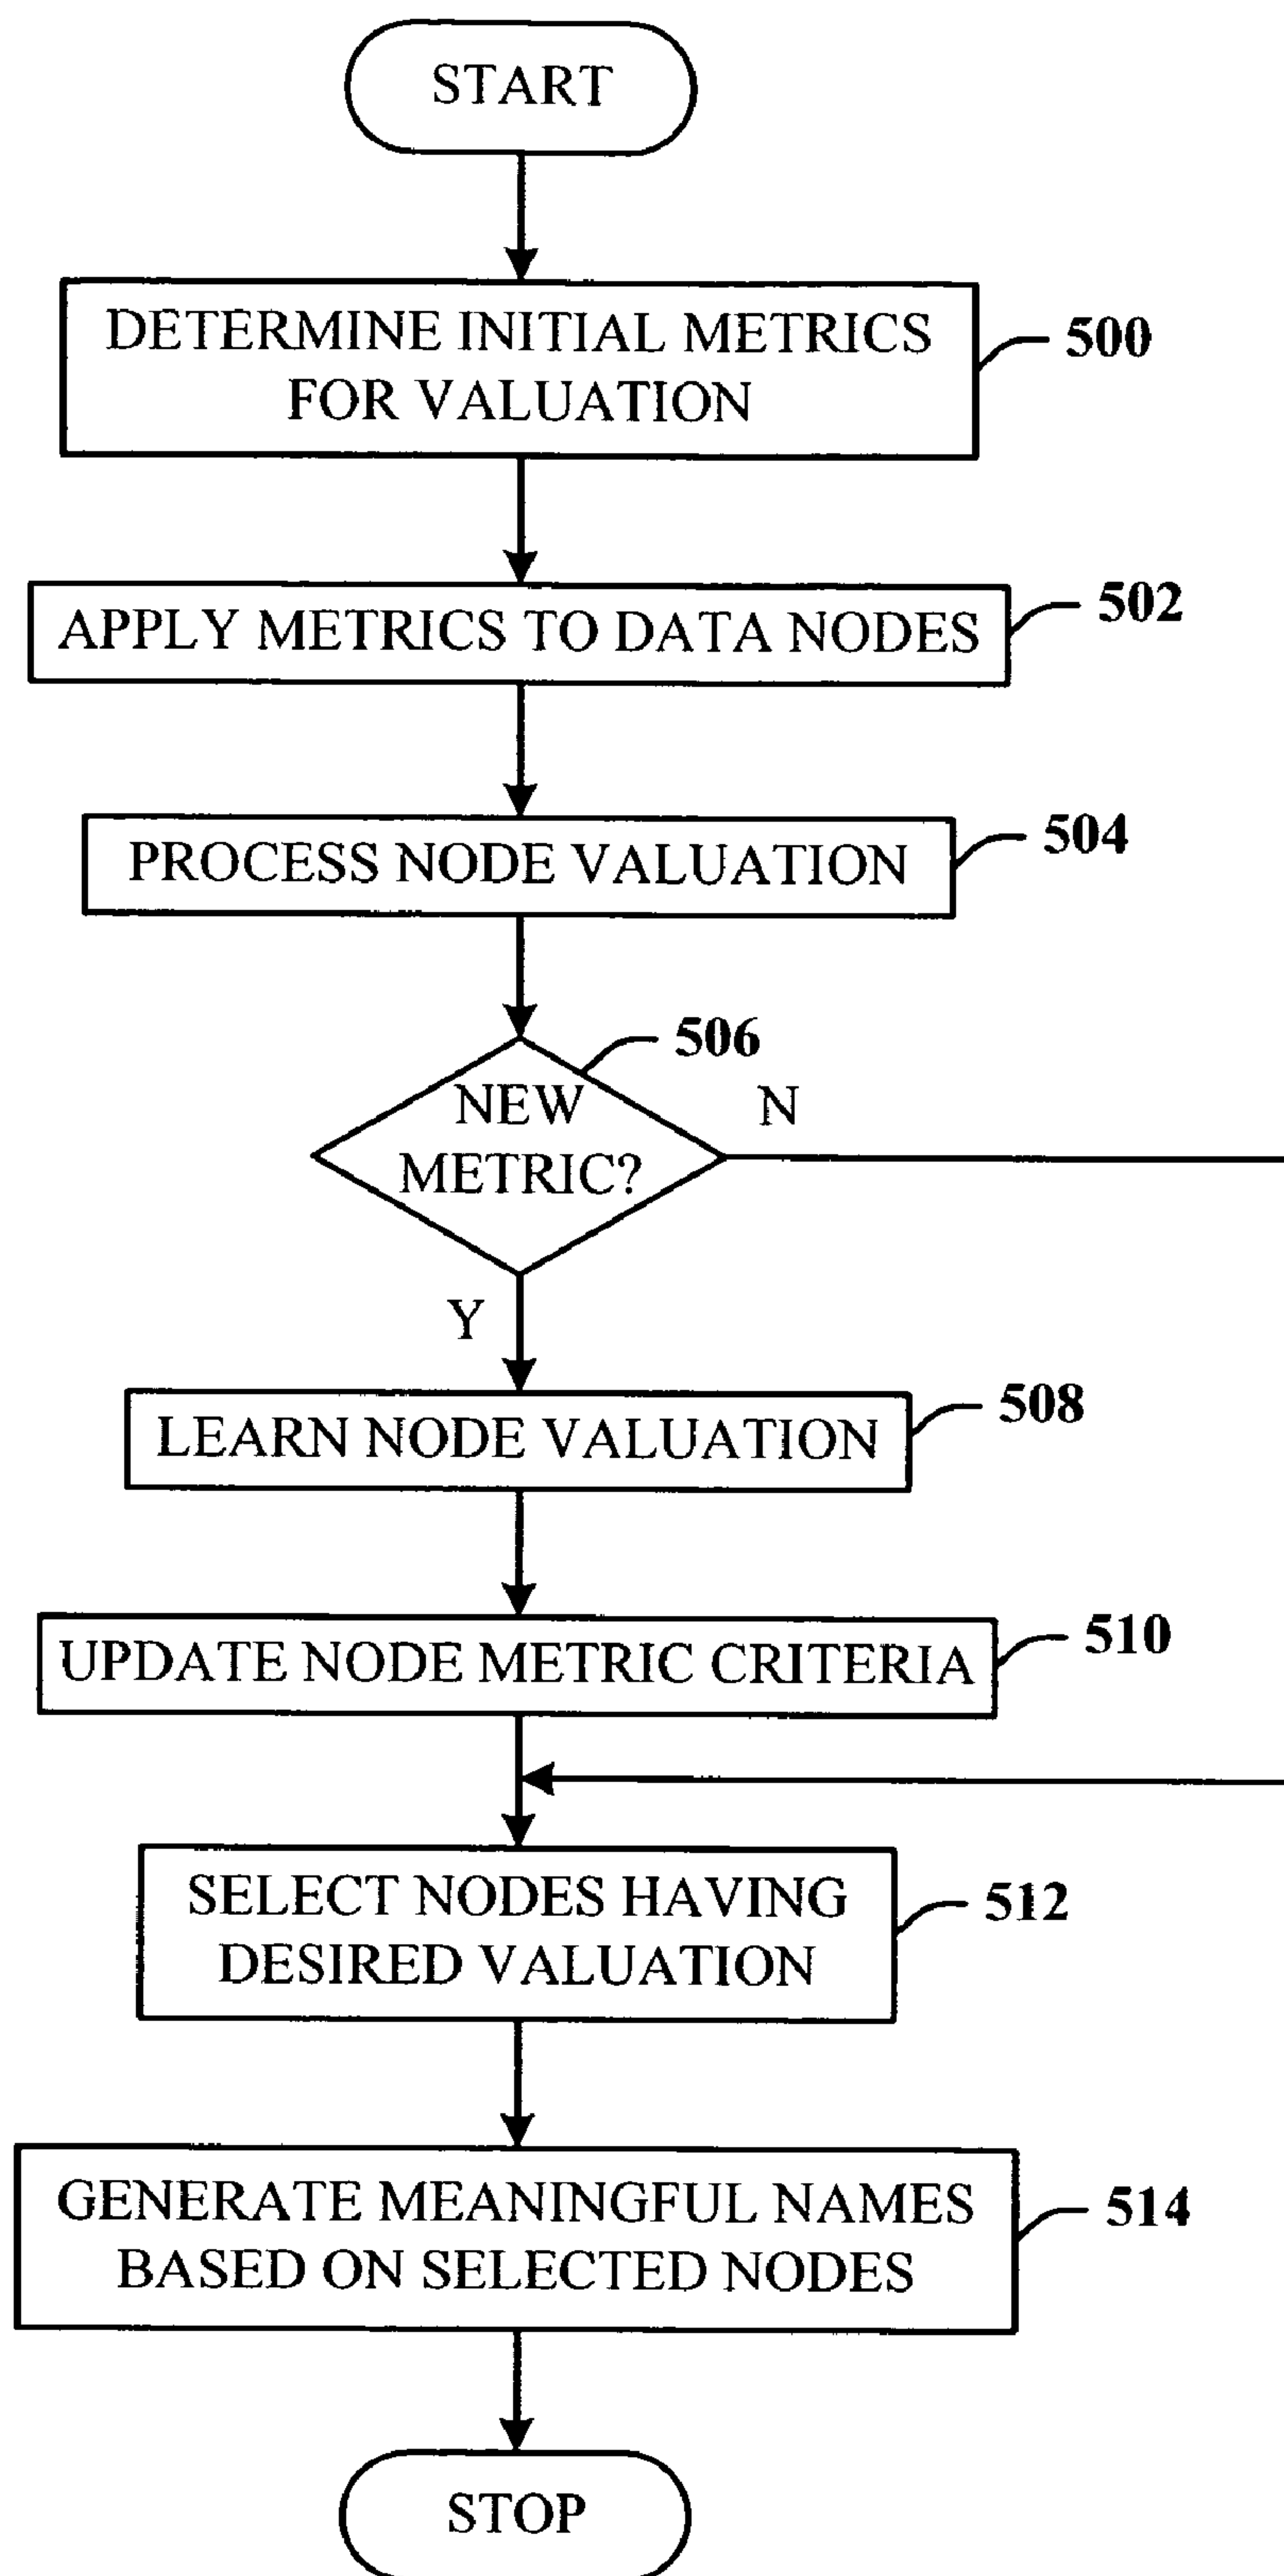 START
DETERMINE INITIAL METRICS
FOR VALUATION
500
APPLY METRICS TO DATA NODES
502
PROCESS NODE VALUATION
504
506
NEW
METRIC?
N
Y
LEARN NODE VALUATION
508
UPDATE NODE METRIC CRITERIA
510
SELECT NODES HAVING
DESIRED VALUATION
512
GENERATE MEANINGFUL NAMES
BASED ON SELECTED NODES
514
STOP